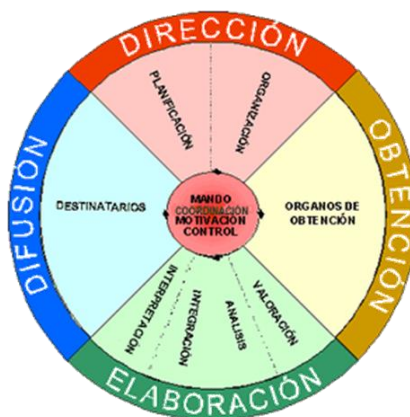 DIRECCIÓN
PLANIFICACIÓN
ORGANIZACIÓN
OBTENCIÓN
ORGANOS DE
OBTENCIÓN
ELABORACIÓN
VALORACIÓN
ANALISIS
INTEGRACIÓN
INTERPRETACIÓN
DIFUSIÓN
DESTINATARIOS
MANDO
COORDINACIÓN
MOTIVACIÓN
CONTROL